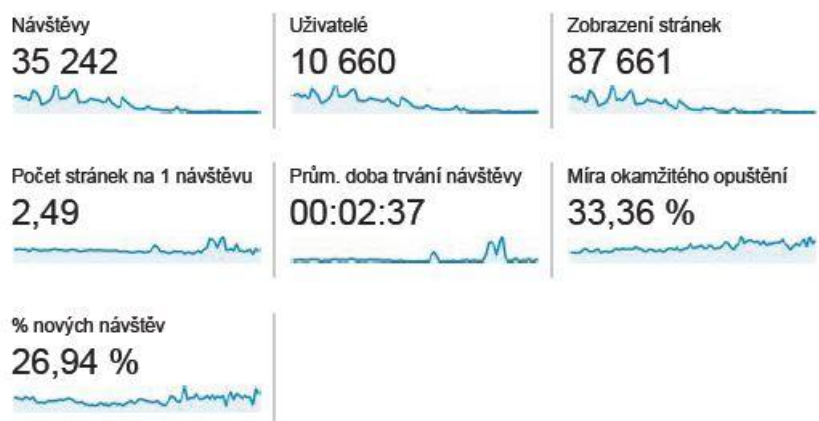 Návštěvy
35 242
Uživatelé
10 660
Zobrazení stránek
87 661
Počet stránek na 1 návštěvu
2,49
Prům. doba trvání návštěvy
00:02:37
Míra okamžitého opuštění
33,36 %
% nových návštěv
26,94 %